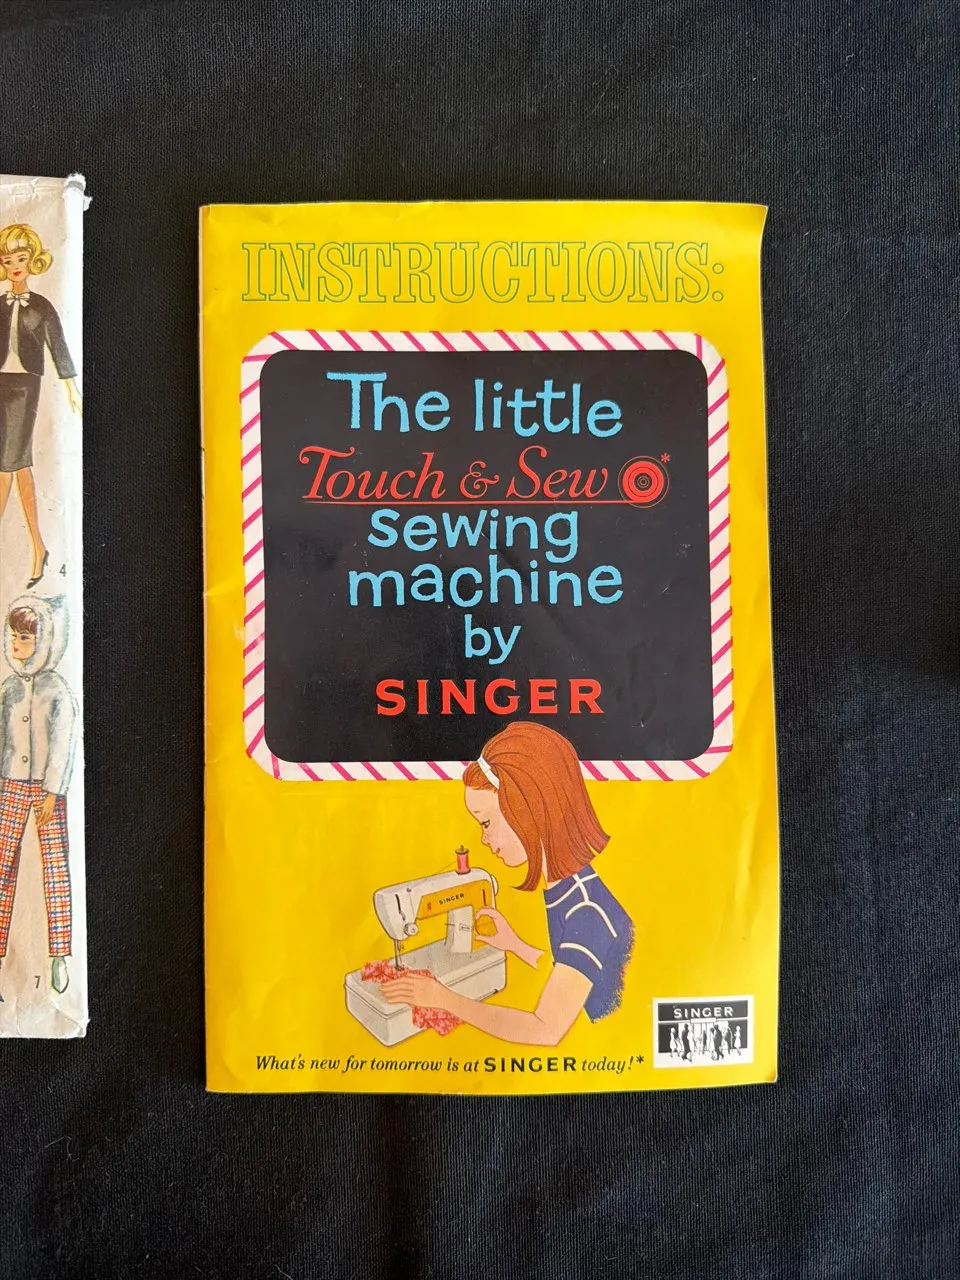 INSTRUCTIONS:
The little
Touch & Sew *
sewing
machine
by
SINGER
SINGER
SINGER
What's new for tomorrow is at SINGER today!*
4
7